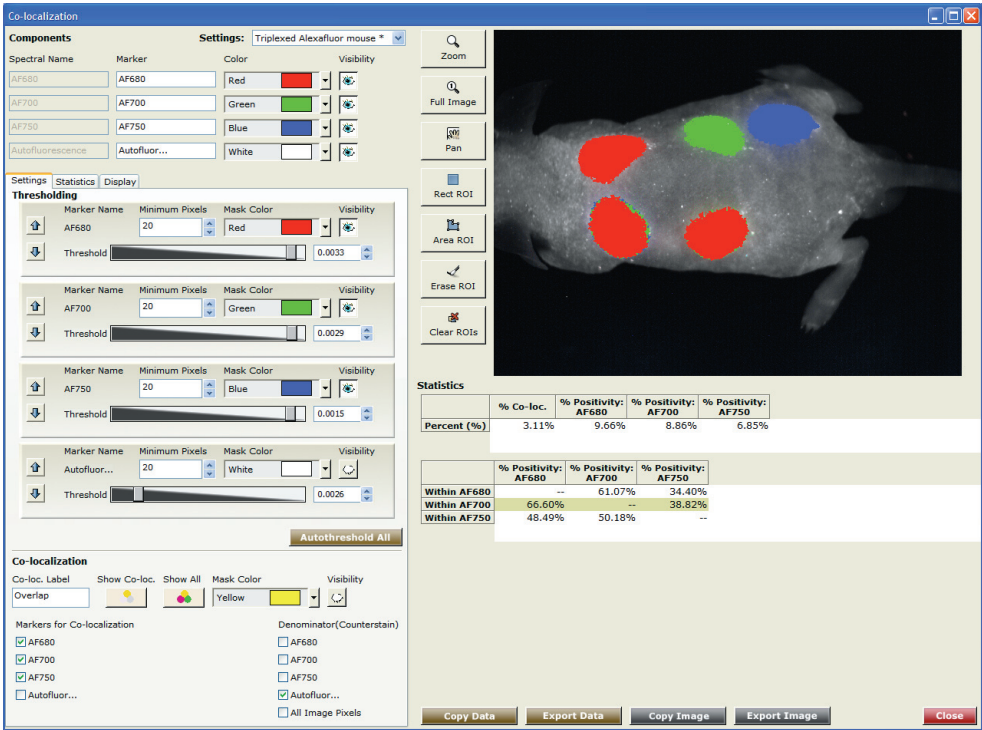 Co-localization
Components
Settings: Triplexed Alexafluor mouse *
Spectral Name Marker Color Visibility
AF680 AF680 Red
AF700 AF700 Green
AF750 AF750 Blue
Autofluorescence Autofluor... White
Settings Statistics Display
Thresholding
Marker Name Minimum Pixels Mask Color Visibility
AF680 20 Red
Threshold 0.0033
Marker Name Minimum Pixels Mask Color Visibility
AF700 20 Green
Threshold 0.0029
Marker Name Minimum Pixels Mask Color Visibility
AF750 20 Blue
Threshold 0.0015
Marker Name Minimum Pixels Mask Color Visibility
Autofluor... 20 White
Threshold 0.0026
Autothreshold All
Co-localization
Co-loc. Label Show Co-loc. Show All Mask Color Visibility
Overlap Yellow
Markers for Co-localization Denominator(Counterstain)
AF680 AF680
AF700 AF700
AF750 AF750
Autofluor... Autofluor...
All Image Pixels
Zoom
Full Image
Pan
Rect ROI
Area ROI
Erase ROI
Clear ROIs
Statistics
% Co-loc. % Positivity: AF680 % Positivity: AF700 % Positivity: AF750
Percent (%) 3.11% 9.66% 8.86% 6.85%
% Positivity: AF680 % Positivity: AF700 % Positivity: AF750
Within AF680 -- 61.07% 34.40%
Within AF700 66.60% -- 38.82%
Within AF750 48.49% 50.18% --
Copy Data Export Data Copy Image Export Image Close